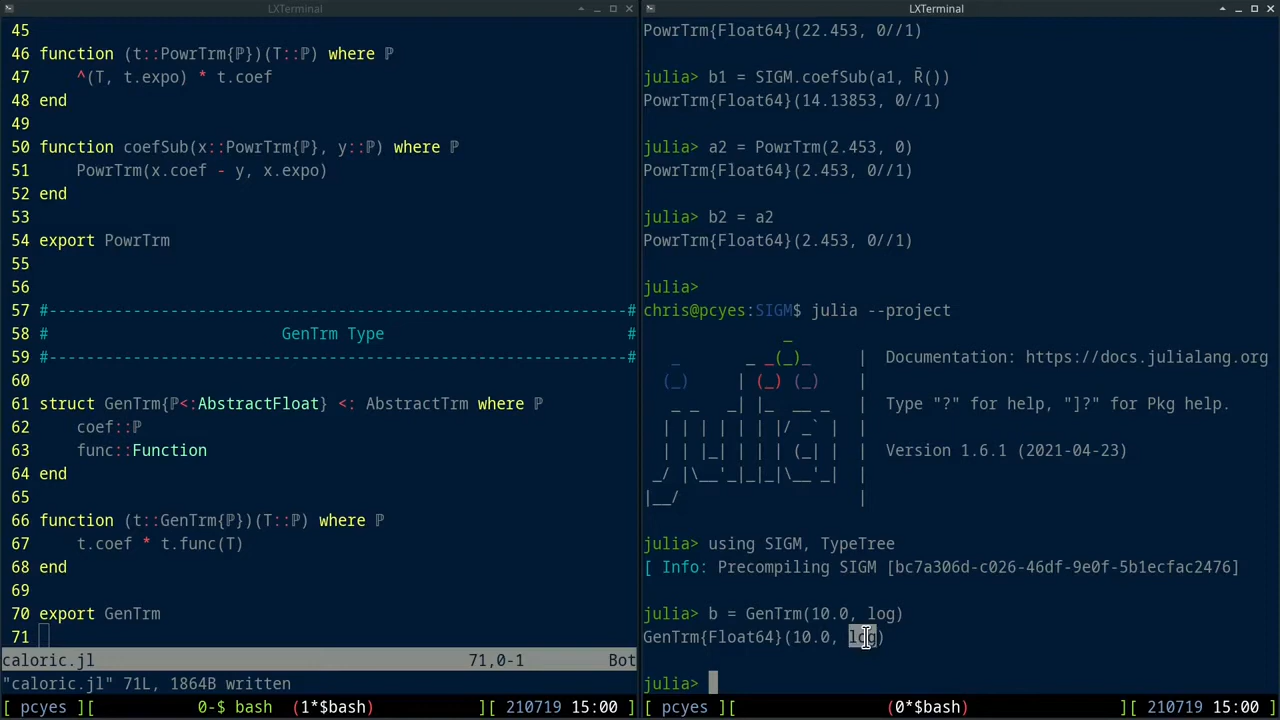 LXTerminal
45
46 function (t::PowrTrm{ℙ})(T::ℙ) where ℙ
47     ^(T, t.expo) * t.coef
48 end
49
50 function coefSub(x::PowrTrm{ℙ}, y::ℙ) where ℙ
51     PowrTrm(x.coef - y, x.expo)
52 end
53
54 export PowrTrm
55
56
57 #--------------------------------------------------------------#
58 #                         GenTrm Type                          #
59 #--------------------------------------------------------------#
60
61 struct GenTrm{ℙ<:AbstractFloat} <: AbstractTrm where ℙ
62     coef::ℙ
63     func::Function
64 end
65
66 function (t::GenTrm{ℙ})(T::ℙ) where ℙ
67     t.coef * t.func(T)
68 end
69
70 export GenTrm
71
caloric.jl 71,0-1 Bot
"caloric.jl" 71L, 1864B written
[ pcyes ][ 0-$ bash (1*$bash) ][ 210719 15:00 ]
LXTerminal
PowrTrm{Float64}(22.453, 0//1)
julia> b1 = SIGM.coefSub(a1, R̄())
PowrTrm{Float64}(14.13853, 0//1)
julia> a2 = PowrTrm(2.453, 0)
PowrTrm{Float64}(2.453, 0//1)
julia> b2 = a2
PowrTrm{Float64}(2.453, 0//1)
julia>
chris@pcyes:SIGM$ julia --project
               _
   _       _ _(_)_     |  Documentation: https://docs.julialang.org
  (_)     | (_) (_)    |
   _ _   _| |_  __ _   |  Type "?" for help, "]?" for Pkg help.
  | | | | | | |/ _` |  |
  | | |_| | | | (_| |  |  Version 1.6.1 (2021-04-23)
 _/ |\__'_|_|_|\__'_|  |
|__/                   |
julia> using SIGM, TypeTree
[ Info: Precompiling SIGM [bc7a306d-c026-46df-9e0f-5b1ecfac2476]
julia> b = GenTrm(10.0, log)
GenTrm{Float64}(10.0, log)
julia>
[ pcyes ][ (0*$bash) ][ 210719 15:00 ]